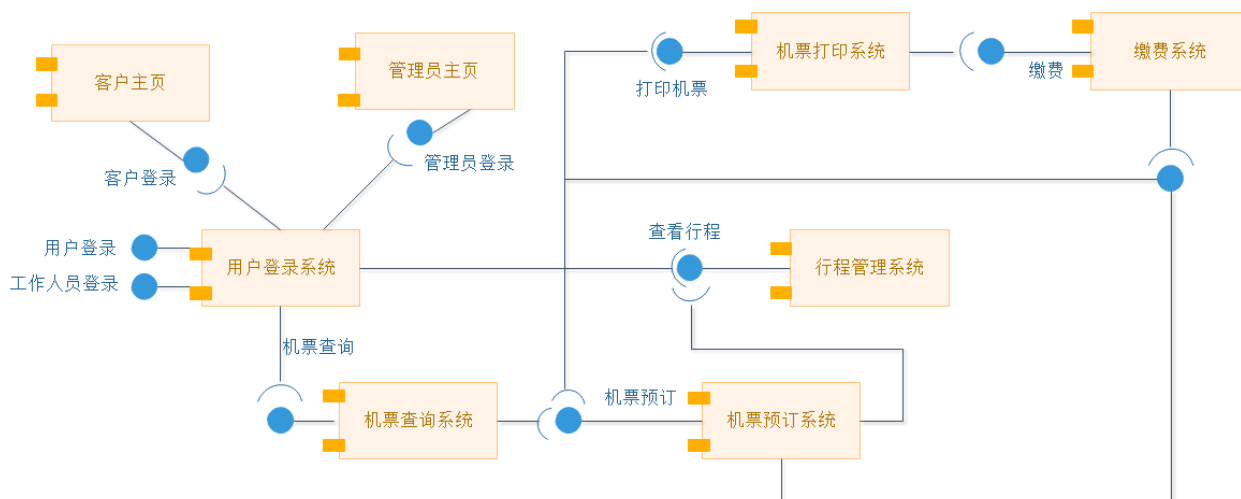 客户主页
管理员主页
机票打印系统
缴费系统
打印机票
缴费
客户登录
管理员登录
用户登录
工作人员登录
用户登录系统
查看行程
行程管理系统
机票查询
机票查询系统
机票预订
机票预订系统